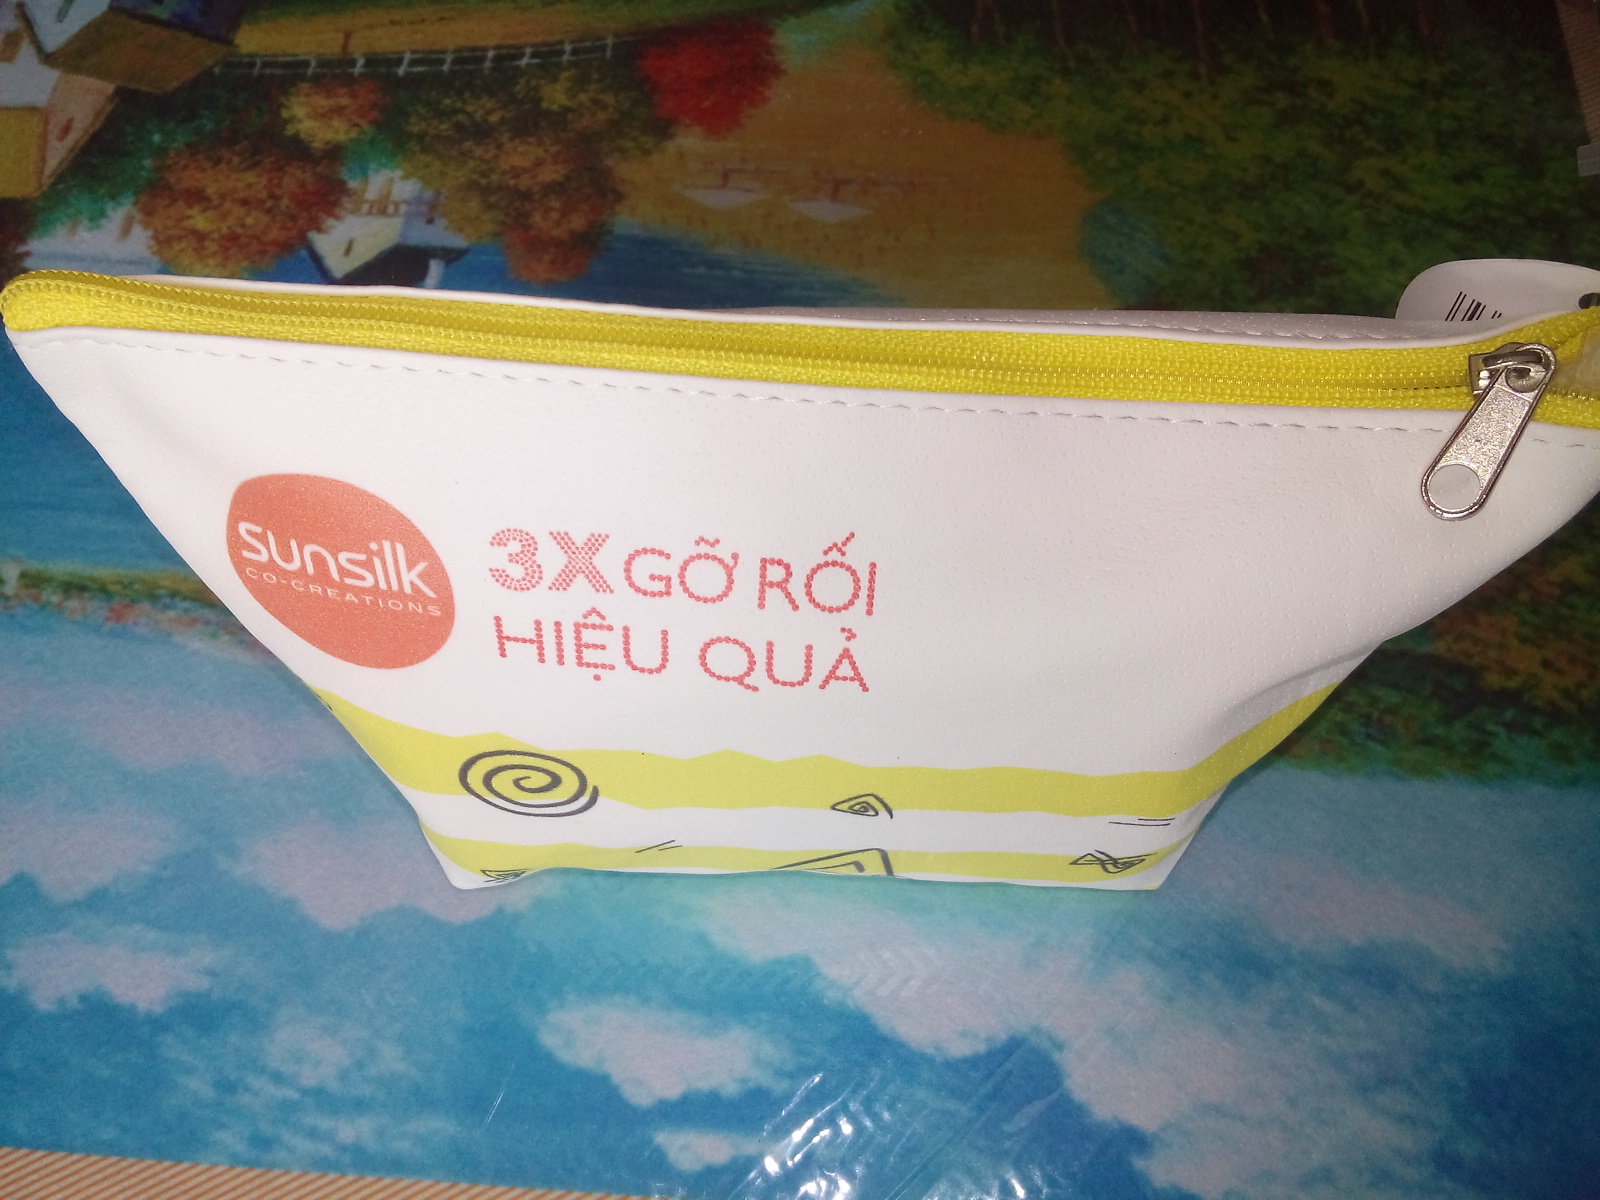 sunsilk
CO-CREATIONS
3X GỠ RỐI
HIỆU QUẢ